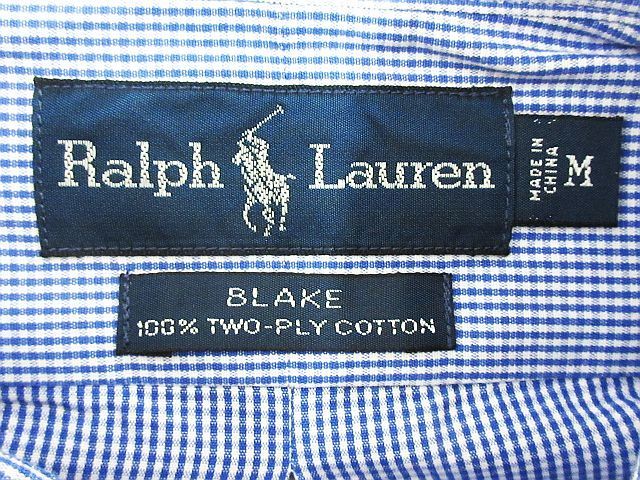 Ralph Lauren
MADE IN
CHINA
M
BLAKE
100% TWO-PLY COTTON